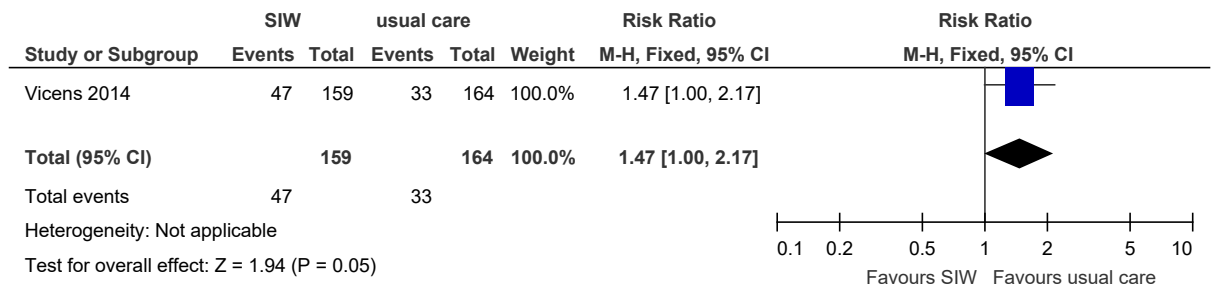 SIW usual care Risk Ratio Risk Ratio
Study or Subgroup Events Total Events Total Weight M-H, Fixed, 95% CI M-H, Fixed, 95% CI
Vicens 2014 47 159 33 164 100.0% 1.47 [1.00, 2.17]
Total (95% CI) 159 164 100.0% 1.47 [1.00, 2.17]
Total events 47 33
Heterogeneity: Not applicable
Test for overall effect: Z = 1.94 (P = 0.05)
0.1 0.2 0.5 1 2 5 10
Favours SIW Favours usual care